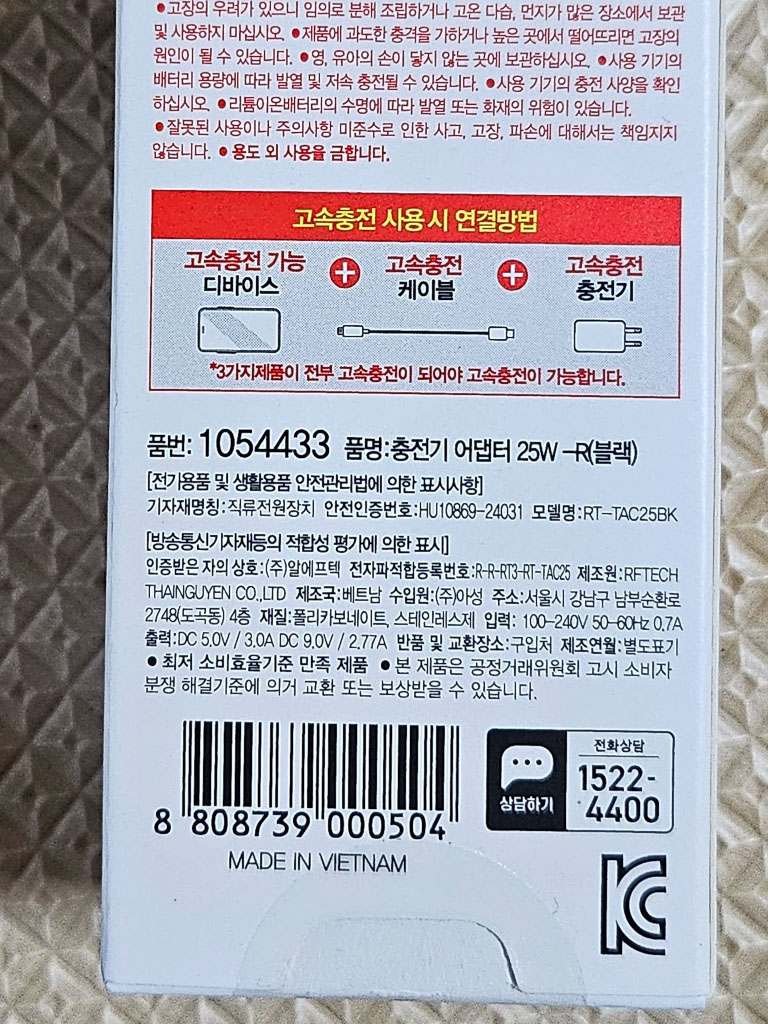 ●고장의 우려가 있으니 임의로 분해 조립하거나 고온 다습, 먼지가 많은 장소에서 보관
및 사용하지 마십시오. ●제품에 과도한 충격을 가하거나 높은 곳에서 떨어뜨리면 고장의
원인이 될 수 있습니다. ●영, 유아의 손이 닿지 않는 곳에 보관하십시오. ●사용 기기의
배터리 용량에 따라 발열 및 저속 충전될 수 있습니다. ●사용 기기의 충전 사양을 확인
하십시오. ●리튬이온배터리의 수명에 따라 발열 또는 화재의 위험이 있습니다.
●잘못된 사용이나 주의사항 미준수로 인한 사고, 고장, 파손에 대해서는 책임지지
않습니다. ●용도 외 사용을 금합니다.
고속충전 사용 시 연결방법
고속충전 가능 + 고속충전 + 고속충전
디바이스 케이블 충전기
*3가지제품이 전부 고속충전이 되어야 고속충전이 가능합니다.
품번: 1054433 품명:충전기 어댑터 25W -R(블랙)
[전기용품 및 생활용품 안전관리법에 의한 표시사항]
기자재명칭:직류전원장치 안전인증번호:HU10869-24031 모델명:RT-TAC25BK
[방송통신기자재등의 적합성 평가에 의한 표시]
인증받은 자의 상호:(주)알에프텍 전자파적합등록번호:R-R-RT3-RT-TAC25 제조원:RFTECH
THAINGUYEN CO.,LTD 제조국:베트남 수입원:(주)아성 주소:서울시 강남구 남부순환로
2748(도곡동) 4층 재질:폴리카보네이트, 스테인레스제 입력: 100-240V 50-60Hz 0.7A
출력:DC 5.0V / 3.0A DC 9.0V / 2.77A 반품 및 교환장소:구입처 제조연월:별도표기
● 최저 소비효율기준 만족 제품 ● 본 제품은 공정거래위원회 고시 소비자
분쟁 해결기준에 의거 교환 또는 보상받을 수 있습니다.
8 808739 000504
MADE IN VIETNAM
상담하기
전화상담
1522-
4400
KC